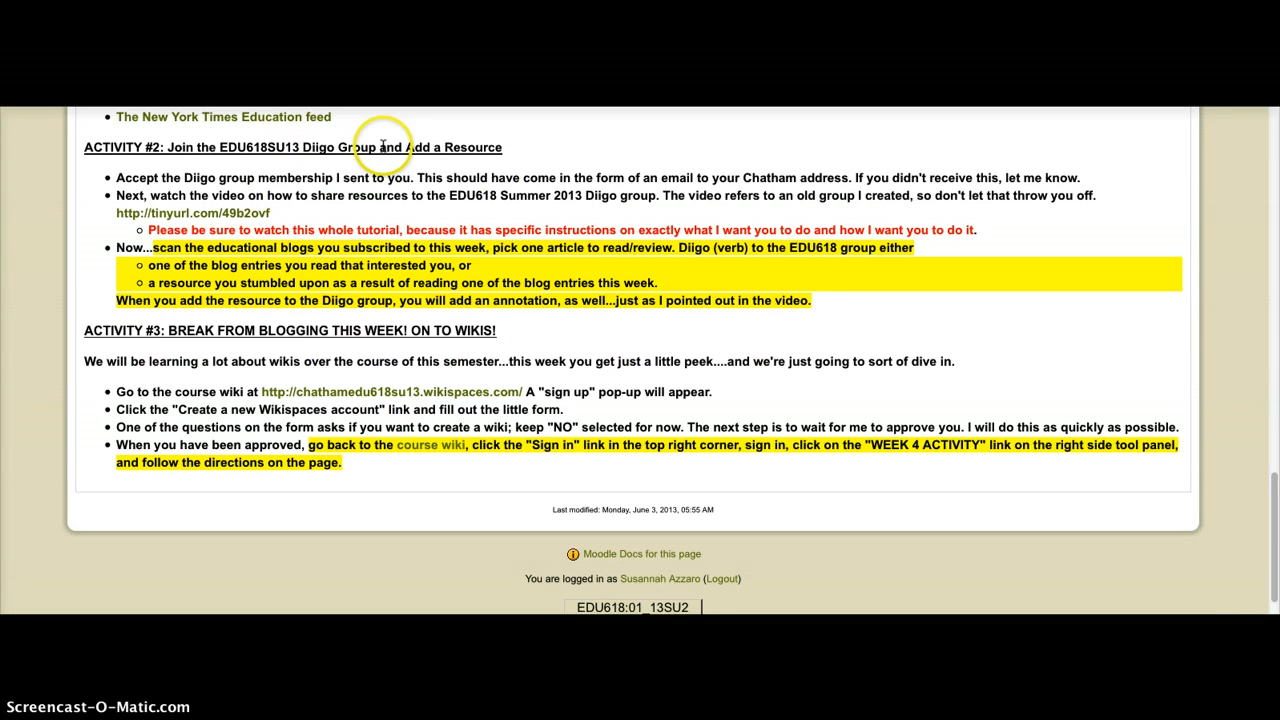 • The New York Times Education feed
ACTIVITY #2: Join the EDU618SU13 Diigo Group and Add a Resource
• Accept the Diigo group membership I sent to you. This should have come in the form of an email to your Chatham address. If you didn't receive this, let me know.
• Next, watch the video on how to share resources to the EDU618 Summer 2013 Diigo group. The video refers to an old group I created, so don't let that throw you off.
http://tinyurl.com/49b2ovf
○ Please be sure to watch this whole tutorial, because it has specific instructions on exactly what I want you to do and how I want you to do it.
• Now...scan the educational blogs you subscribed to this week, pick one article to read/review. Diigo (verb) to the EDU618 group either
○ one of the blog entries you read that interested you, or
○ a resource you stumbled upon as a result of reading one of the blog entries this week.
When you add the resource to the Diigo group, you will add an annotation, as well...just as I pointed out in the video.
ACTIVITY #3: BREAK FROM BLOGGING THIS WEEK! ON TO WIKIS!
We will be learning a lot about wikis over the course of this semester...this week you get just a little peek....and we're just going to sort of dive in.
• Go to the course wiki at http://chathamedu618su13.wikispaces.com/ A "sign up" pop-up will appear.
• Click the "Create a new Wikispaces account" link and fill out the little form.
• One of the questions on the form asks if you want to create a wiki; keep "NO" selected for now. The next step is to wait for me to approve you. I will do this as quickly as possible.
• When you have been approved, go back to the course wiki, click the "Sign in" link in the top right corner, sign in, click on the "WEEK 4 ACTIVITY" link on the right side tool panel,
and follow the directions on the page.
Last modified: Monday, June 3, 2013, 05:55 AM
Moodle Docs for this page
You are logged in as Susannah Azzaro (Logout)
EDU618:01_13SU2
Screencast-O-Matic.com